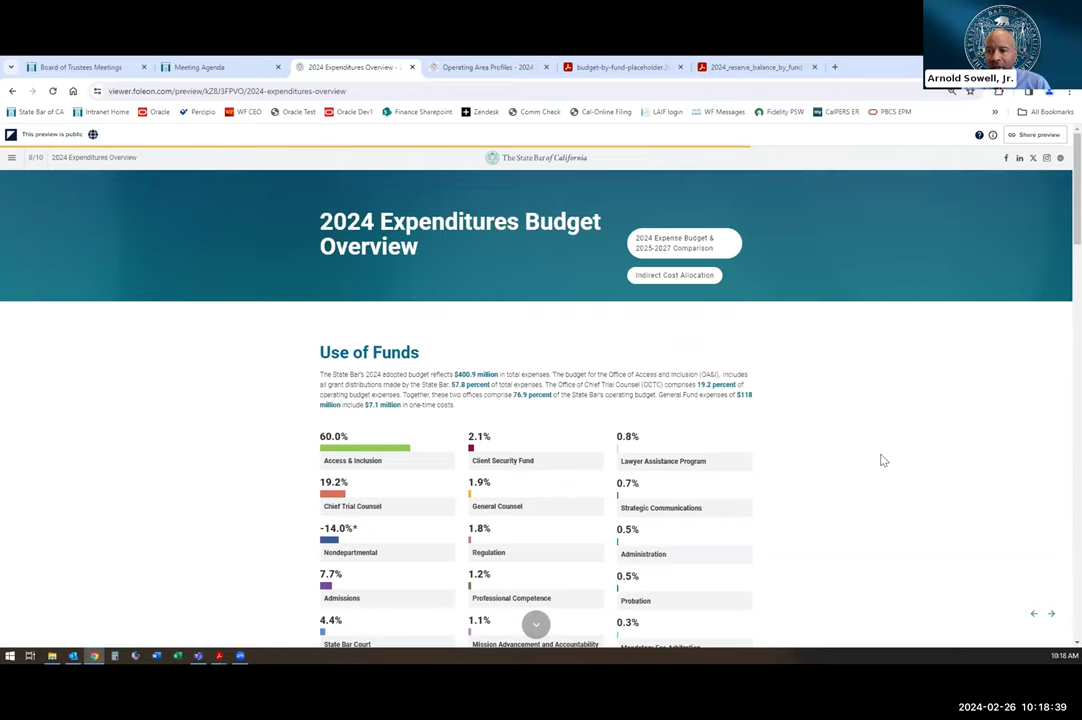 Arnold Sowell, Jr.
Board of Trustees Meetings
Meeting Agenda
2024 Expenditures Overview -
Operating Area Profiles - 2024
budget-by-fund-placeholder.
2024_reserve_balance_by_fund
viewer.foleon.com/preview/kZ8J3FPVO/2024-expenditures-overview
State Bar of CA
Intranet Home
Oracle
Percipio
WF CEO
Oracle Test
Oracle Dev1
Finance Sharepoint
Zendesk
Comm Check
Cal-Online Filing
LAIF login
WF Messages
Fidelity PSW
CalPERS ER
PBCS EPM
»
All Bookmarks
This preview is public
Share preview
8/10 2024 Expenditures Overview
The State Bar of California
2024 Expenditures Budget
Overview
2024 Expense Budget &
2025-2027 Comparison
Indirect Cost Allocation
Use of Funds
The State Bar's 2024 adopted budget reflects $400.9 million in total expenses. The budget for the Office of Access and Inclusion (OA&I), includes
all grant distributions made by the State Bar, 57.8 percent of total expenses. The Office of Chief Trial Counsel (OCTC) comprises 19.2 percent of
operating budget expenses. Together, these two offices comprise 76.9 percent of the State Bar's operating budget. General Fund expenses of $118
million include $7.1 million in one-time costs.
60.0%
Access & Inclusion
2.1%
Client Security Fund
0.8%
Lawyer Assistance Program
19.2%
Chief Trial Counsel
1.9%
General Counsel
0.7%
Strategic Communications
-14.0%*
Nondepartmental
1.8%
Regulation
0.5%
Administration
7.7%
Admissions
1.2%
Professional Competence
0.5%
Probation
4.4%
State Bar Court
1.1%
Mission Advancement and Accountability
0.3%
Mandatory Fee Arbitration
10:18 AM
2024-02-26 10:18:39